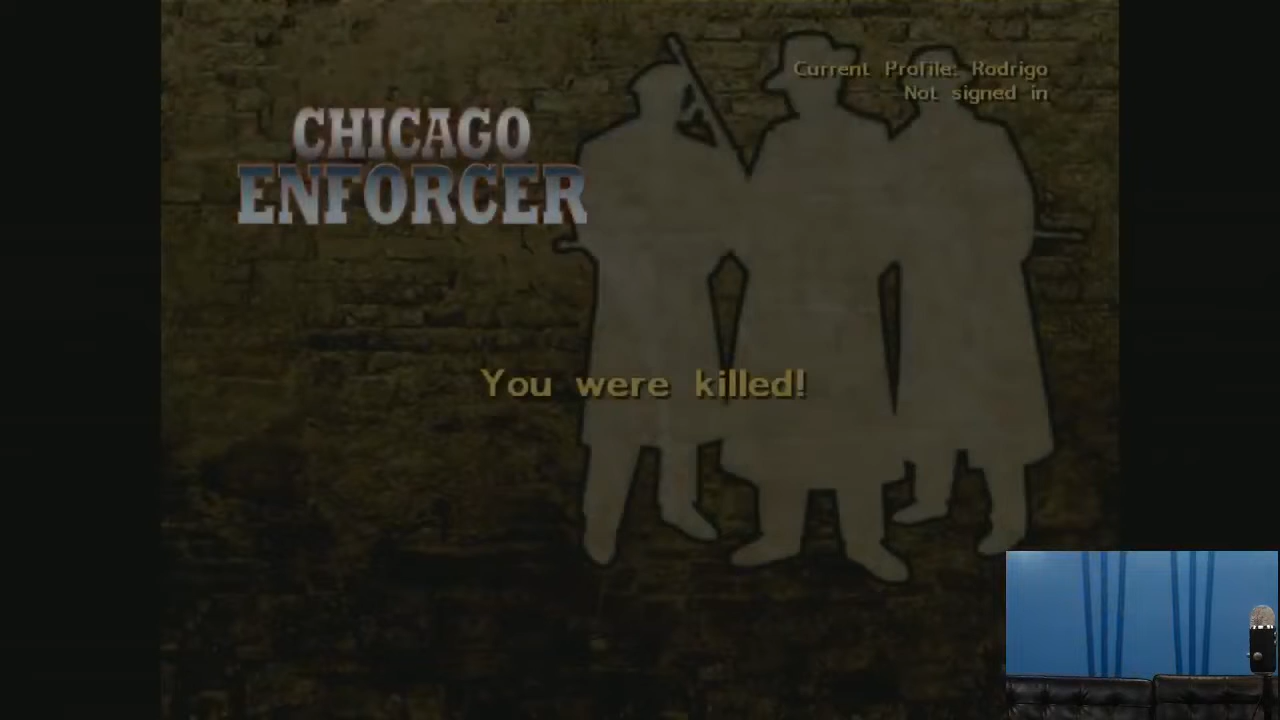 Current Profile: Rodrigo
Not signed in
CHICAGO
ENFORCER
You were killed!